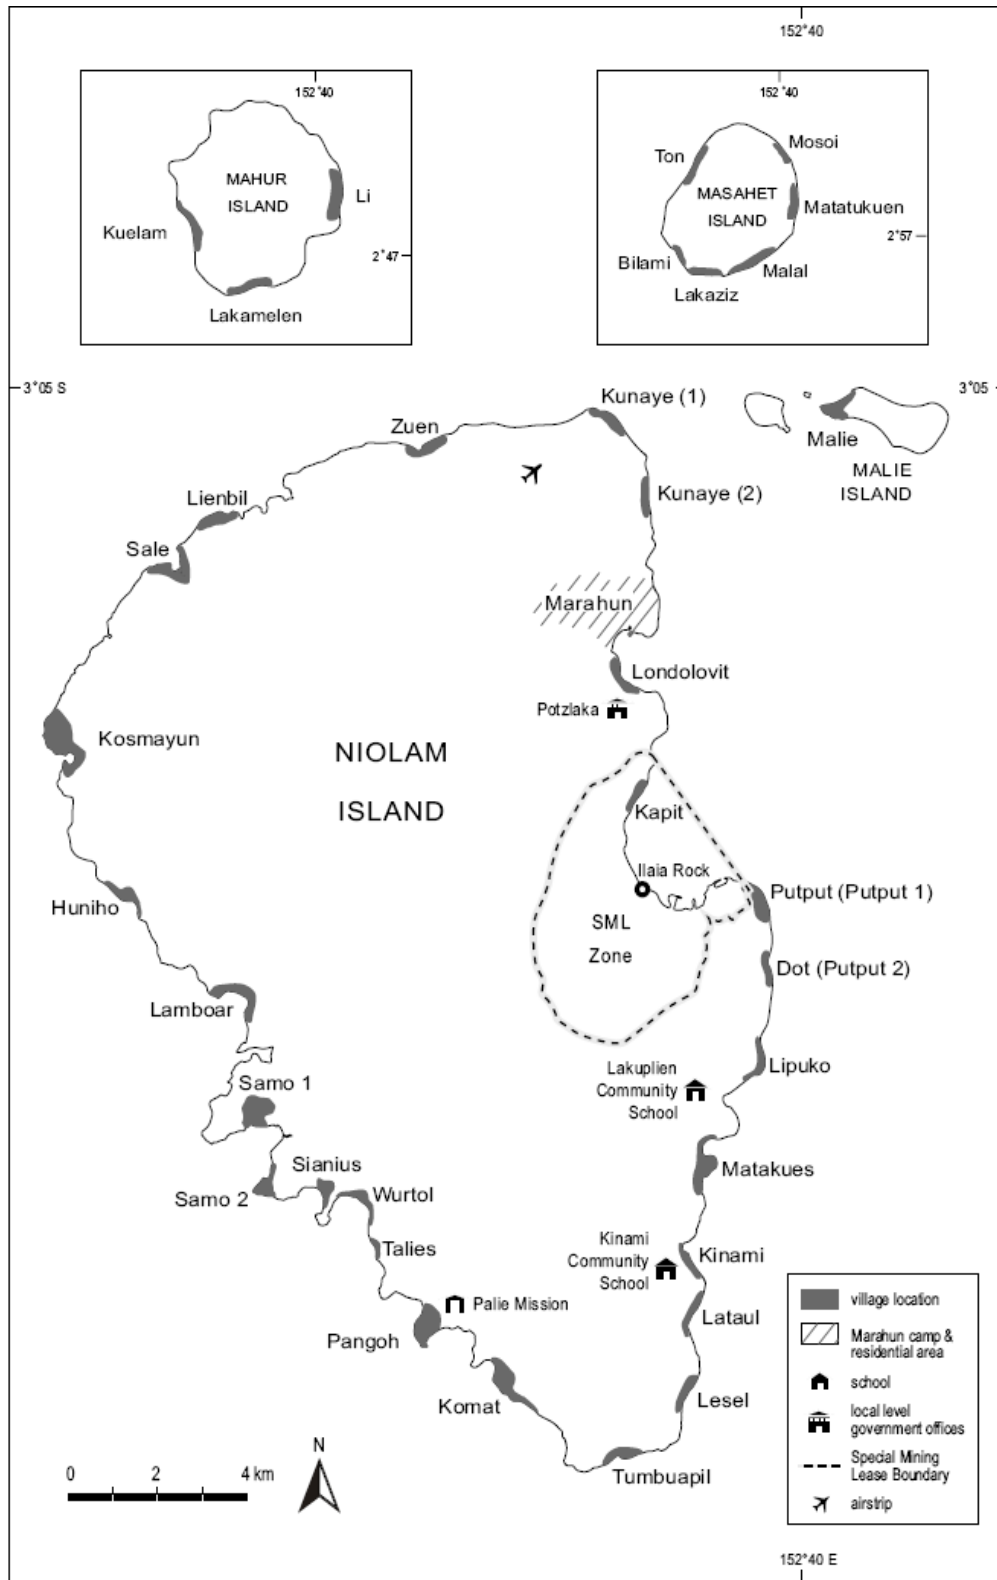 152°40
152°40
MAHUR
ISLAND
Li
Kuelam
2°47
Lakamelen
152°40
Ton
Mosoi
MASAHET
ISLAND
Matatukuen
2°57
Bilami
Malal
Lakaziz
3°05 S
3°05
Kunaye (1)
Zuen
Malie
MALIE
ISLAND
Kunaye (2)
Lienbil
Sale
Marahun
Londolovit
Potzlaka
Kosmayun
NIOLAM
ISLAND
Kapit
Ilaia Rock
Putput (Putput 1)
Huniho
SML
Zone
Dot (Putput 2)
Lamboar
Lipuko
Lakuplien
Community
School
Samo 1
Matakues
Sianius
Samo 2
Wurtol
Talies
Kinami
Community
School
Kinami
Palie Mission
Lataul
Pangoh
Komat
Lesel
Tumbuapil
N
0 2 4 km
village location
Marahun camp &
residential area
school
local level
government offices
Special Mining
Lease Boundary
airstrip
152°40 E